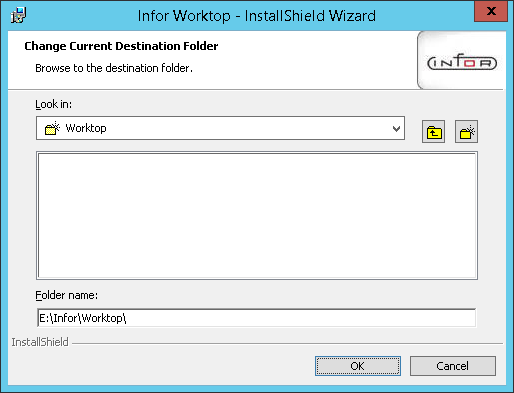 Infor Worktop - InstallShield Wizard
x
Change Current Destination Folder
Browse to the destination folder.
INFOR
Look in:
Worktop
Folder name:
E:\Infor\Worktop\
InstallShield
OK
Cancel